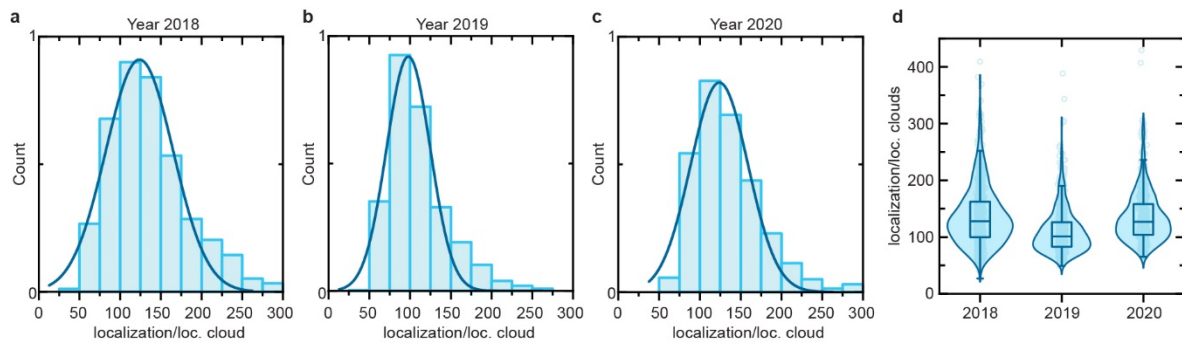 a
Year 2018
1
Count
0
0 50 100 150 200 250 300
localization/loc. cloud
b
Year 2019
1
Count
0
0 50 100 150 200 250 300
localization/loc. cloud
c
Year 2020
1
Count
0
0 50 100 150 200 250 300
localization/loc. cloud
d
localization/loc. clouds
400
300
200
100
0
2018 2019 2020